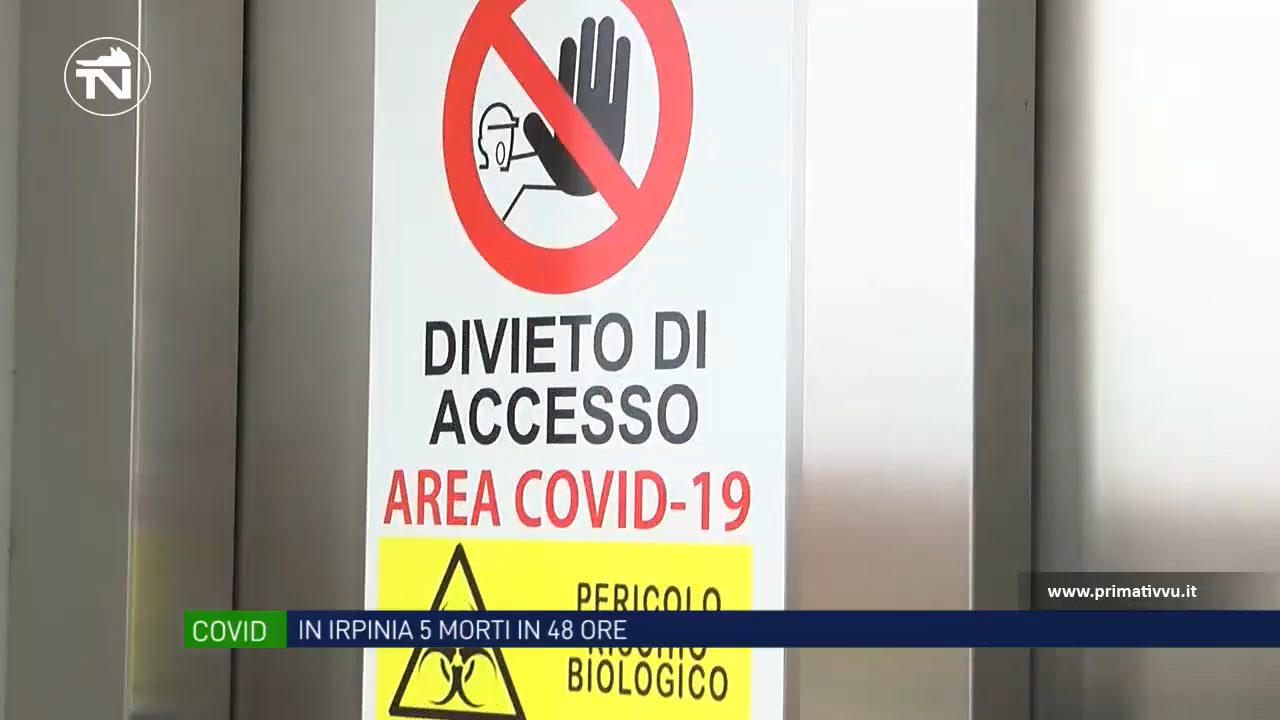 TN
DIVIETO DI
ACCESSO
AREA COVID-19
PERICOLO
RISCHIO
BIOLOGICO
www.primativvu.it
COVID IN IRPINIA 5 MORTI IN 48 ORE